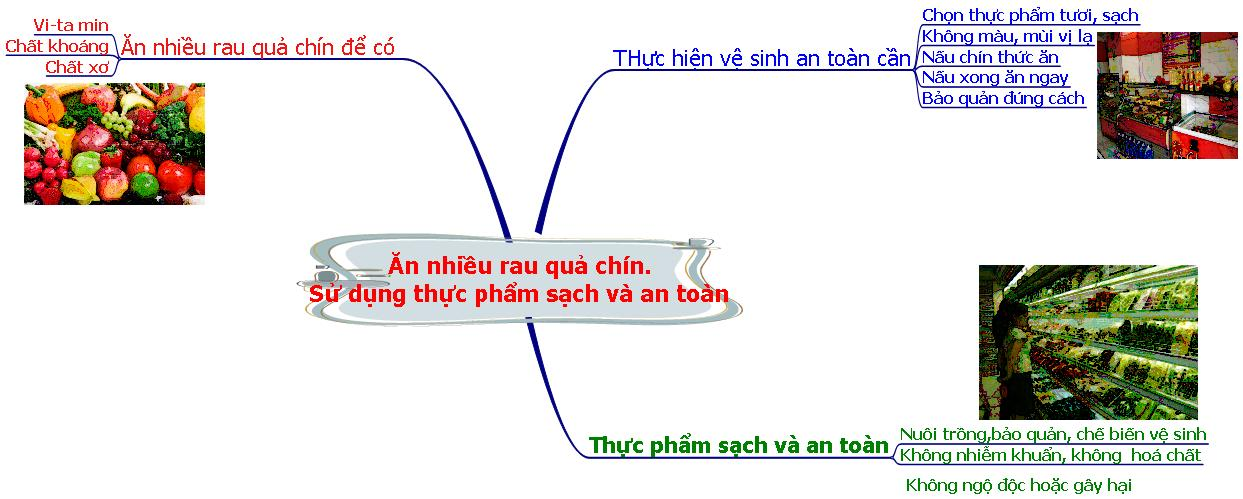 Vi-ta min
Chất khoáng
Chất xơ
Ăn nhiều rau quả chín để có
THực hiện vệ sinh an toàn cần
Chọn thực phẩm tươi, sạch
Không màu, mùi vị lạ
Nấu chín thức ăn
Nấu xong ăn ngay
Bảo quản đúng cách
Ăn nhiều rau quả chín.
Sử dụng thực phẩm sạch và an toàn
Thực phẩm sạch và an toàn
Nuôi trồng,bảo quản, chế biến vệ sinh
Không nhiễm khuẩn, không hoá chất
Không ngộ độc hoặc gây hại